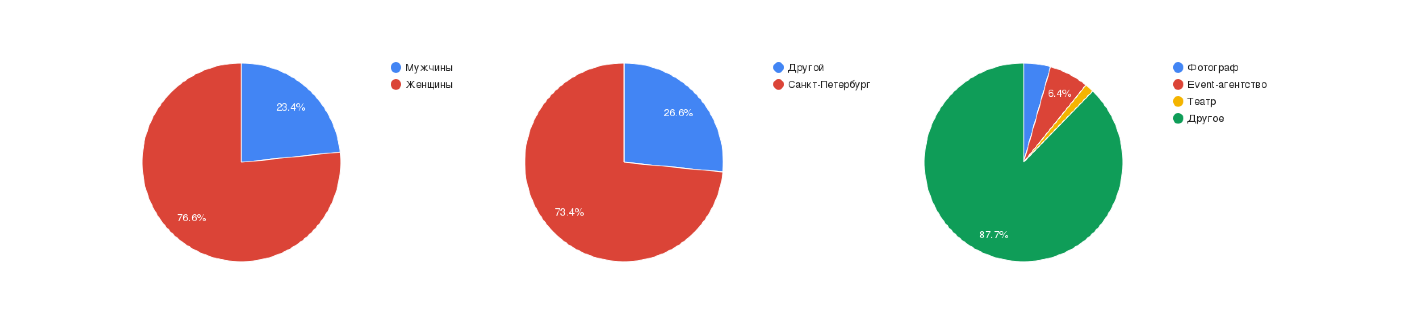 23.4%
76.6%
Мужчины
Женщины
26.6%
73.4%
Другой
Санкт-Петербург
6.4%
87.7%
Фотограф
Event-агентство
Театр
Другое